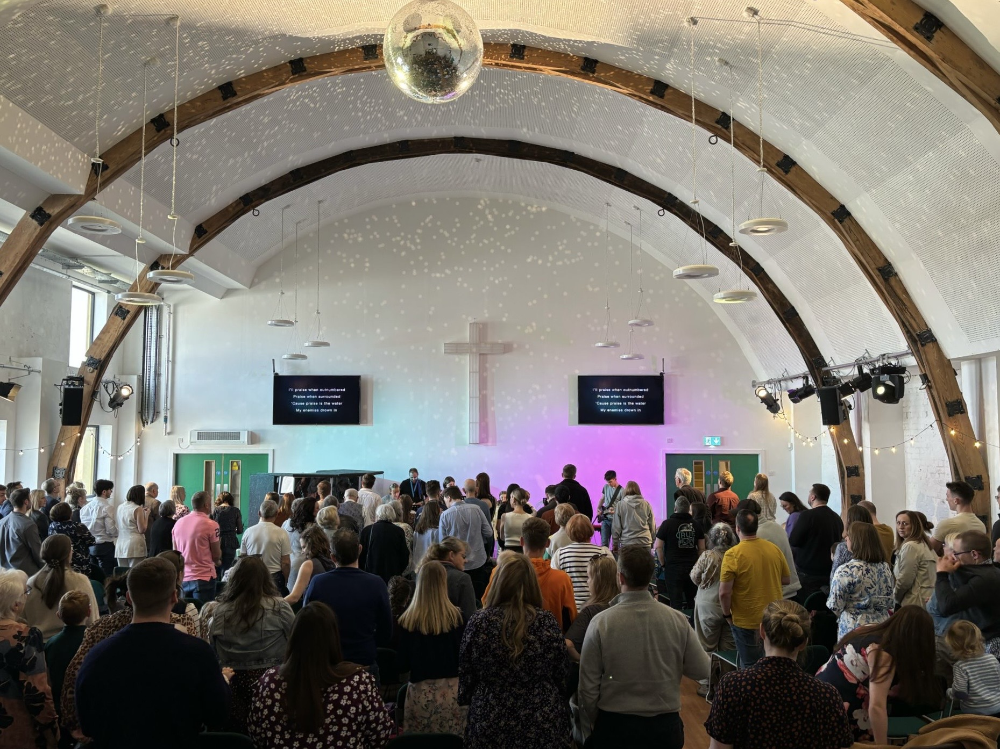 I'll praise when outnumbered
Praise when surrounded
'Cause praise is the water
My enemies drown in
I'll praise when outnumbered
Praise when surrounded
'Cause praise is the water
My enemies drown in